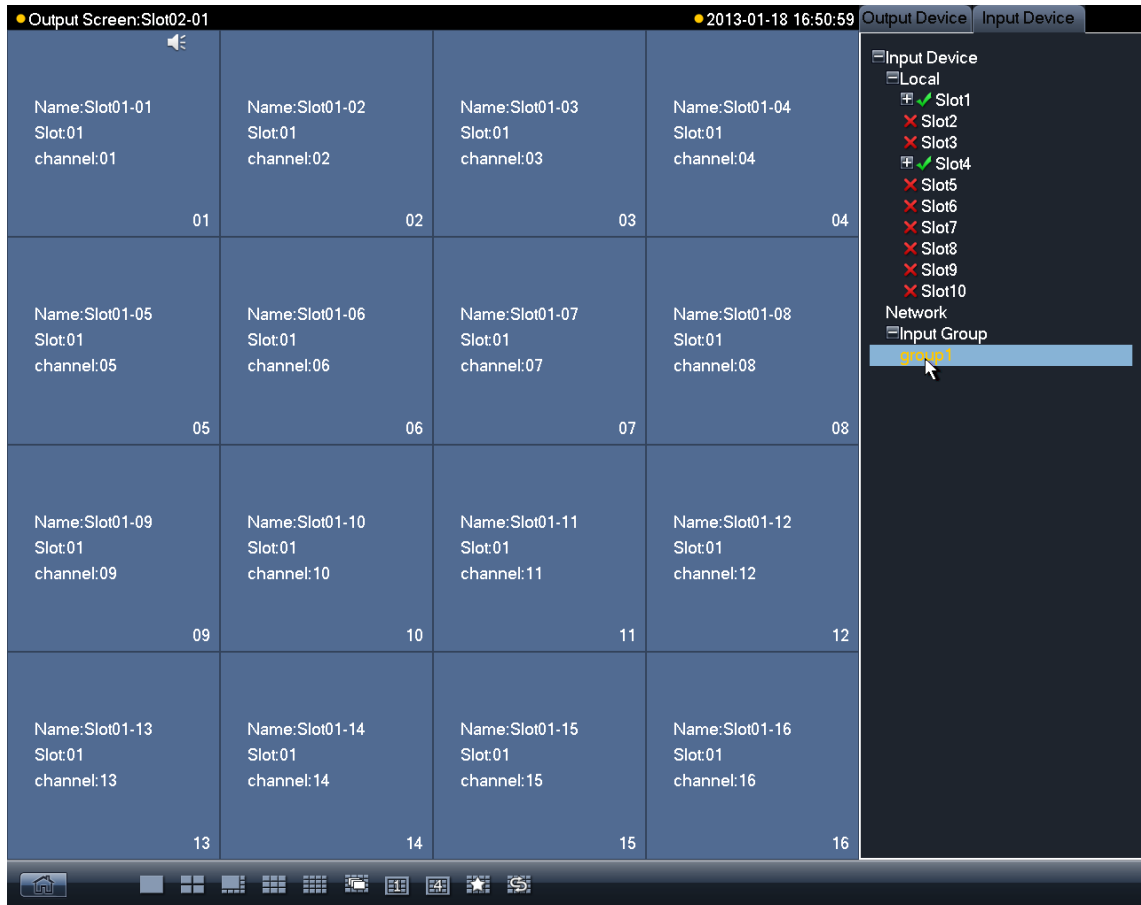 Output Screen:Slot02-01
2013-01-18 16:50:59
Output Device
Input Device
Name:Slot01-01
Slot:01
channel:01
01
Name:Slot01-02
Slot:01
channel:02
02
Name:Slot01-03
Slot:01
channel:03
03
Name:Slot01-04
Slot:01
channel:04
04
Name:Slot01-05
Slot:01
channel:05
05
Name:Slot01-06
Slot:01
channel:06
06
Name:Slot01-07
Slot:01
channel:07
07
Name:Slot01-08
Slot:01
channel:08
08
Name:Slot01-09
Slot:01
channel:09
09
Name:Slot01-10
Slot:01
channel:10
10
Name:Slot01-11
Slot:01
channel:11
11
Name:Slot01-12
Slot:01
channel:12
12
Name:Slot01-13
Slot:01
channel:13
13
Name:Slot01-14
Slot:01
channel:14
14
Name:Slot01-15
Slot:01
channel:15
15
Name:Slot01-16
Slot:01
channel:16
16
Input Device
Local
Slot1
Slot2
Slot3
Slot4
Slot5
Slot6
Slot7
Slot8
Slot9
Slot10
Network
Input Group
group1
1
4